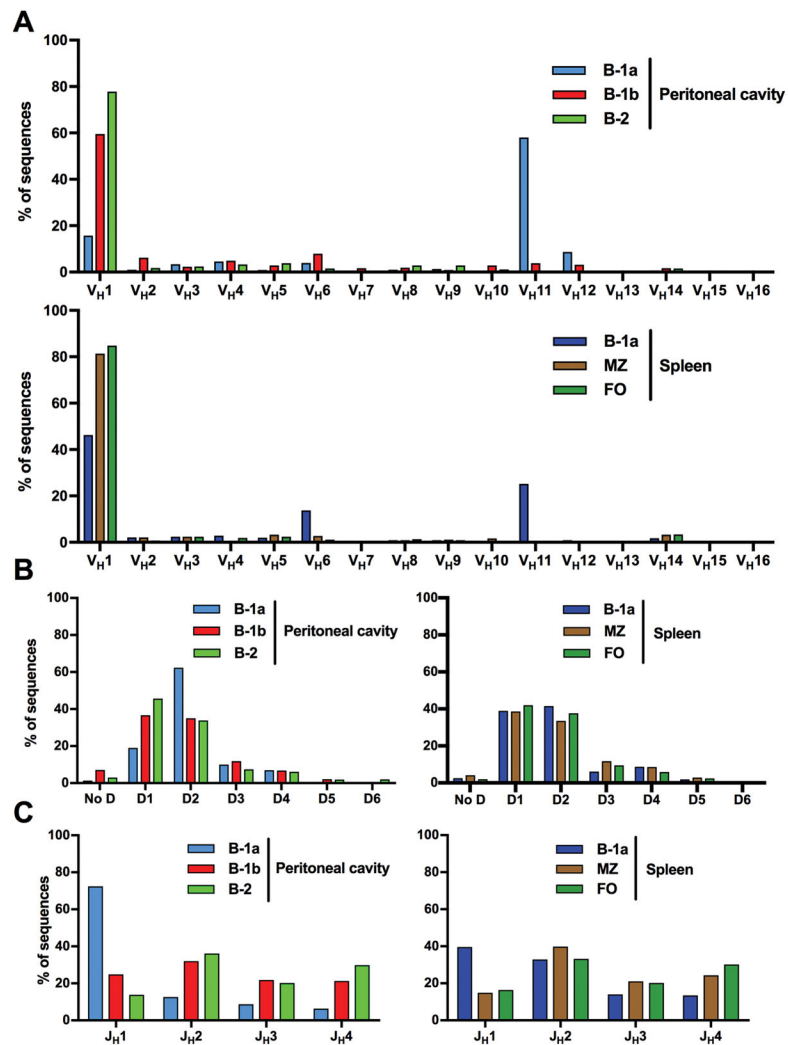 A
% of sequences
100
80
60
40
20
0
B-1a
B-1b
B-2
Peritoneal cavity
VH1 VH2 VH3 VH4 VH5 VH6 VH7 VH8 VH9 VH10 VH11 VH12 VH13 VH14 VH15 VH16
% of sequences
100
80
60
40
20
0
B-1a
MZ
FO
Spleen
VH1 VH2 VH3 VH4 VH5 VH6 VH7 VH8 VH9 VH10 VH11 VH12 VH13 VH14 VH15 VH16
B
% of sequences
100
80
60
40
20
0
B-1a
B-1b
B-2
Peritoneal cavity
No D D1 D2 D3 D4 D5 D6
100
80
60
40
20
0
B-1a
MZ
FO
Spleen
No D D1 D2 D3 D4 D5 D6
C
% of sequences
100
80
60
40
20
0
B-1a
B-1b
B-2
Peritoneal cavity
JH1 JH2 JH3 JH4
100
80
60
40
20
0
B-1a
MZ
FO
Spleen
JH1 JH2 JH3 JH4